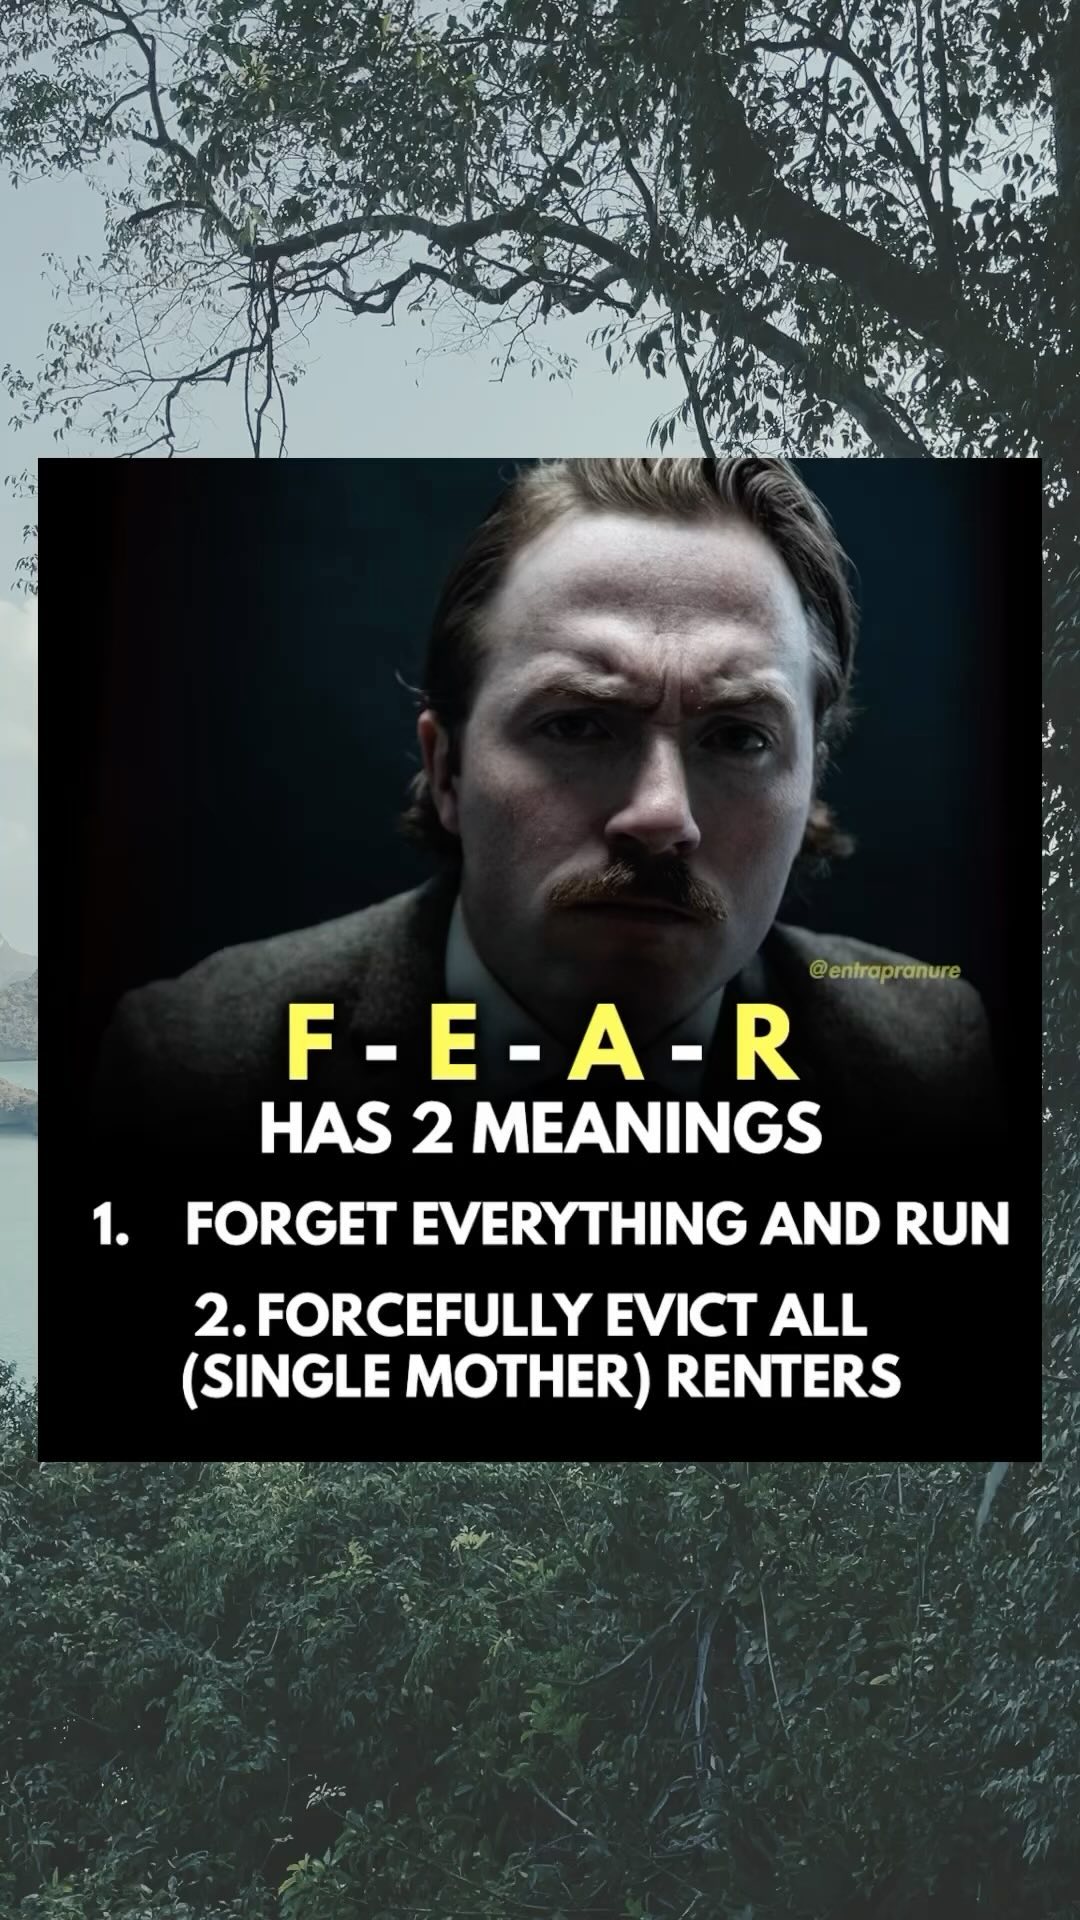 @entrapranure
F - E - A - R
HAS 2 MEANINGS
1. FORGET EVERYTHING AND RUN
2. FORCEFULLY EVICT ALL
(SINGLE MOTHER) RENTERS